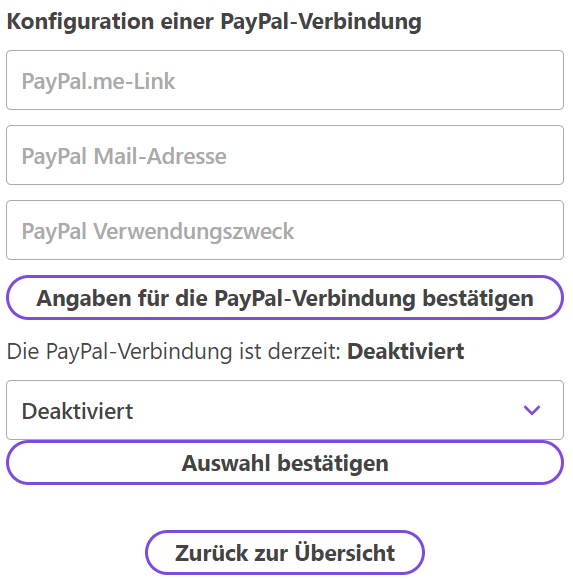 Konfiguration einer PayPal-Verbindung
PayPal.me-Link
PayPal Mail-Adresse
PayPal Verwendungszweck
Angaben für die PayPal-Verbindung bestätigen
Die PayPal-Verbindung ist derzeit: Deaktiviert
Deaktiviert
Auswahl bestätigen
Zurück zur Übersicht